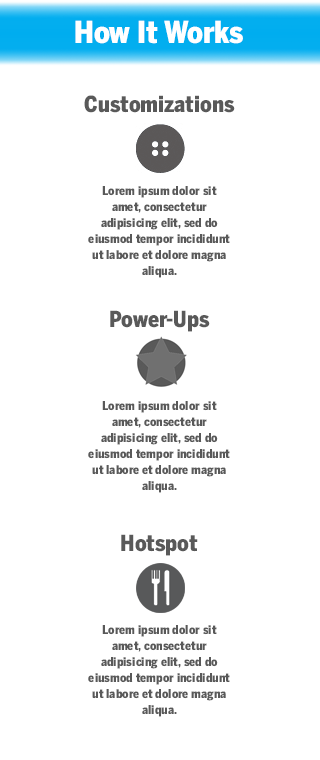 How It Works
Customizations
Lorem ipsum dolor sit
amet, consectetur
adipisicing elit, sed do
eiusmod tempor incididunt
ut labore et dolore magna
aliqua.
Power-Ups
Lorem ipsum dolor sit
amet, consectetur
adipisicing elit, sed do
eiusmod tempor incididunt
ut labore et dolore magna
aliqua.
Hotspot
Lorem ipsum dolor sit
amet, consectetur
adipisicing elit, sed do
eiusmod tempor incididunt
ut labore et dolore magna
aliqua.